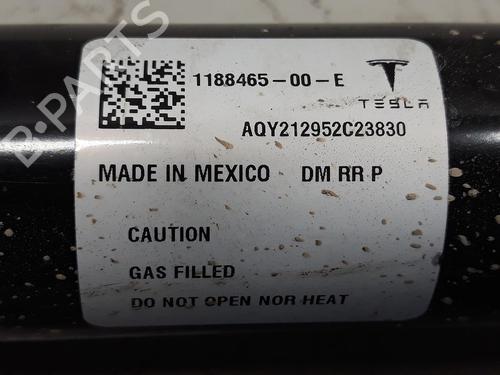 1188465-00-E
TESLA
AQY212952C23830
MADE IN MEXICO DM RR P
CAUTION
GAS FILLED
DO NOT OPEN NOR HEAT
B-PARTS